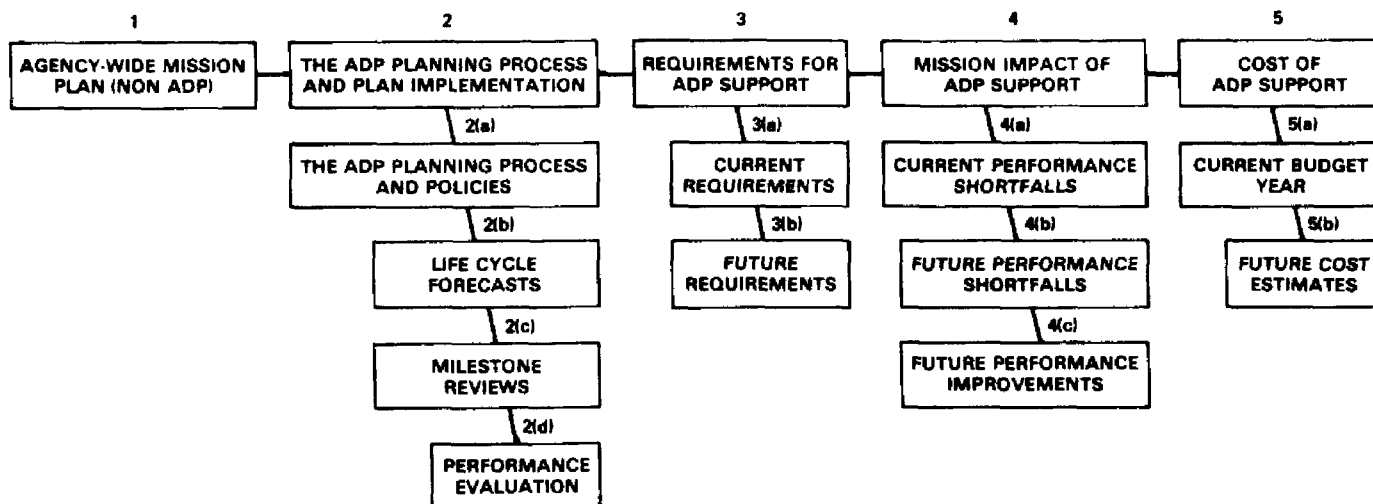 1
AGENCY-WIDE MISSION
PLAN (NON ADP)
2
THE ADP PLANNING PROCESS
AND PLAN IMPLEMENTATION
2(a)
THE ADP PLANNING PROCESS
AND POLICIES
2(b)
LIFE CYCLE
FORECASTS
2(c)
MILESTONE
REVIEWS
2(d)
PERFORMANCE
EVALUATION
3
REQUIREMENTS FOR
ADP SUPPORT
3(a)
CURRENT
REQUIREMENTS
3(b)
FUTURE
REQUIREMENTS
4
MISSION IMPACT OF
ADP SUPPORT
4(a)
CURRENT PERFORMANCE
SHORTFALLS
4(b)
FUTURE PERFORMANCE
SHORTFALLS
4(c)
FUTURE PERFORMANCE
IMPROVEMENTS
5
COST OF
ADP SUPPORT
5(a)
CURRENT BUDGET
YEAR
5(b)
FUTURE COST
ESTIMATES